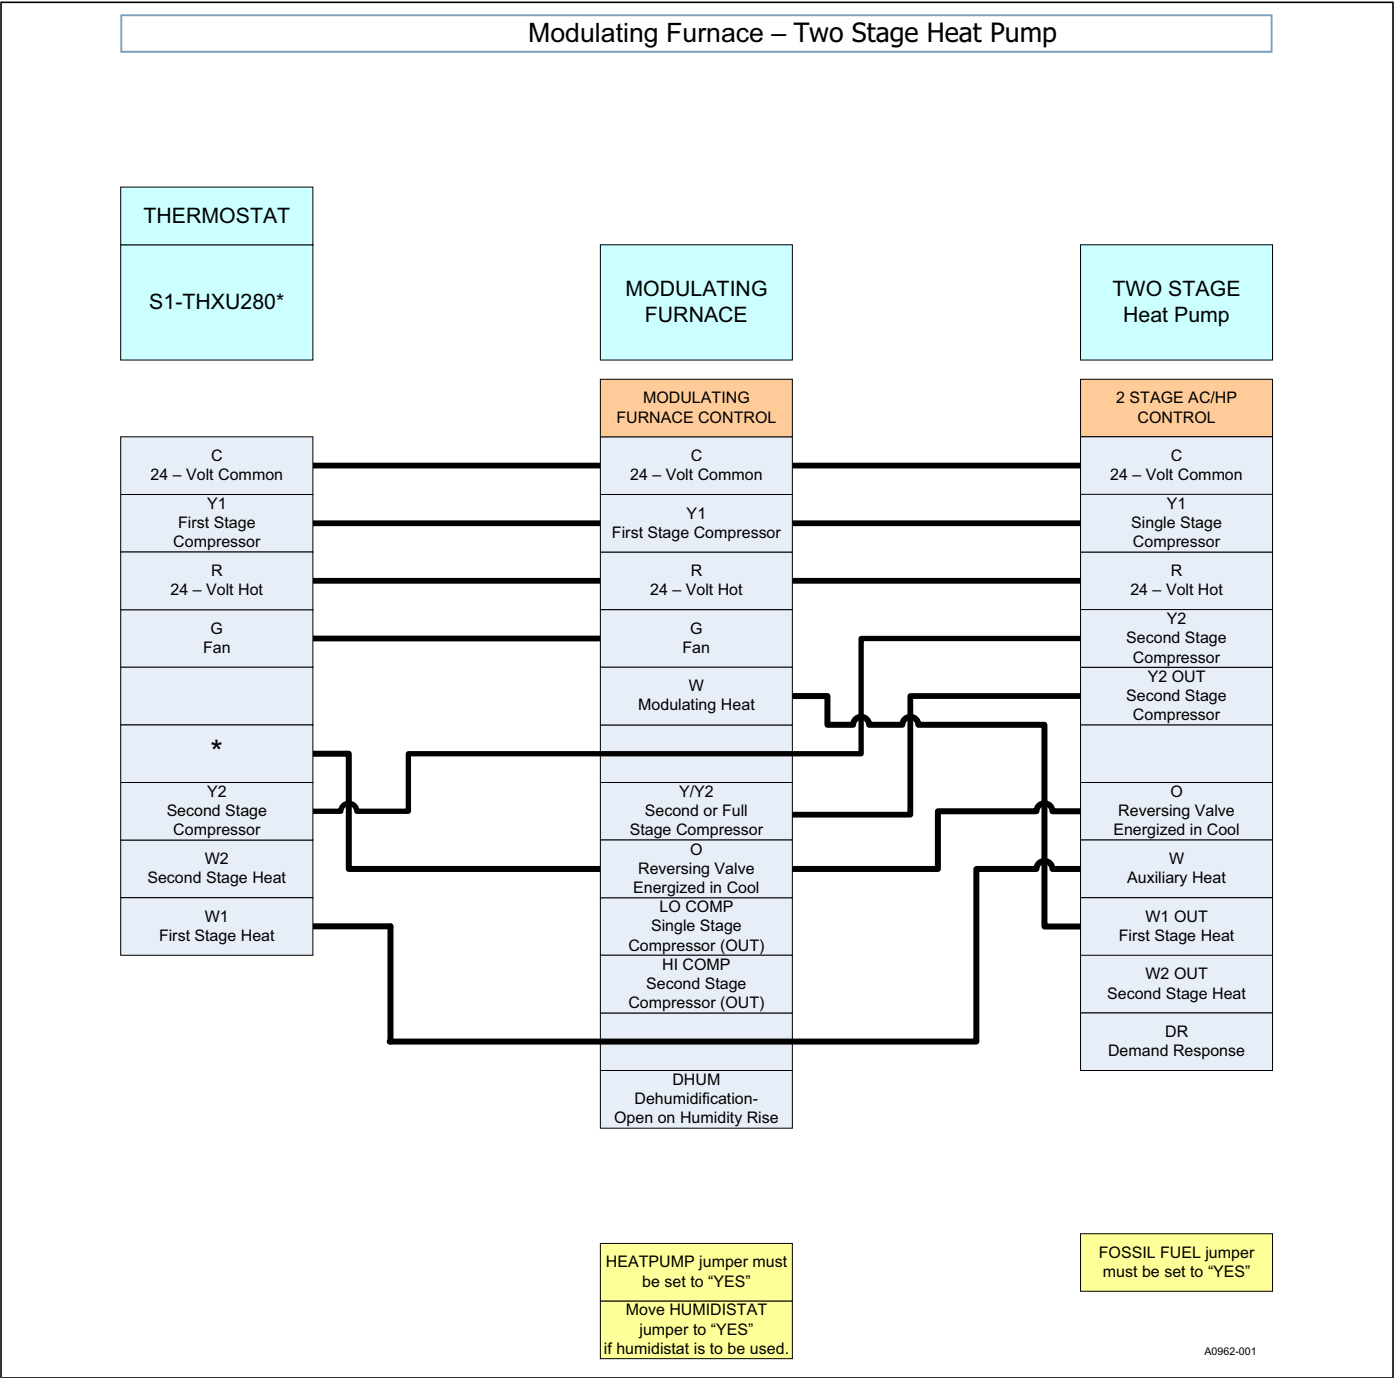 Modulating Furnace – Two Stage Heat Pump
THERMOSTAT
S1-THXU280*
MODULATING
FURNACE
TWO STAGE
Heat Pump
MODULATING
FURNACE CONTROL
2 STAGE AC/HP
CONTROL
C
24 – Volt Common
Y1
First Stage
Compressor
R
24 – Volt Hot
G
Fan
*
Y2
Second Stage
Compressor
W2
Second Stage Heat
W1
First Stage Heat
C
24 – Volt Common
Y1
First Stage Compressor
R
24 – Volt Hot
G
Fan
W
Modulating Heat
Y/Y2
Second or Full
Stage Compressor
O
Reversing Valve
Energized in Cool
LO COMP
Single Stage
Compressor (OUT)
HI COMP
Second Stage
Compressor (OUT)
DHUM
Dehumidification-
Open on Humidity Rise
C
24 – Volt Common
Y1
Single Stage
Compressor
R
24 – Volt Hot
Y2
Second Stage
Compressor
Y2 OUT
Second Stage
Compressor
O
Reversing Valve
Energized in Cool
W
Auxiliary Heat
W1 OUT
First Stage Heat
W2 OUT
Second Stage Heat
DR
Demand Response
HEATPUMP jumper must
be set to “YES”
Move HUMIDISTAT
jumper to “YES”
if humidistat is to be used.
FOSSIL FUEL jumper
must be set to “YES”
A0962-001